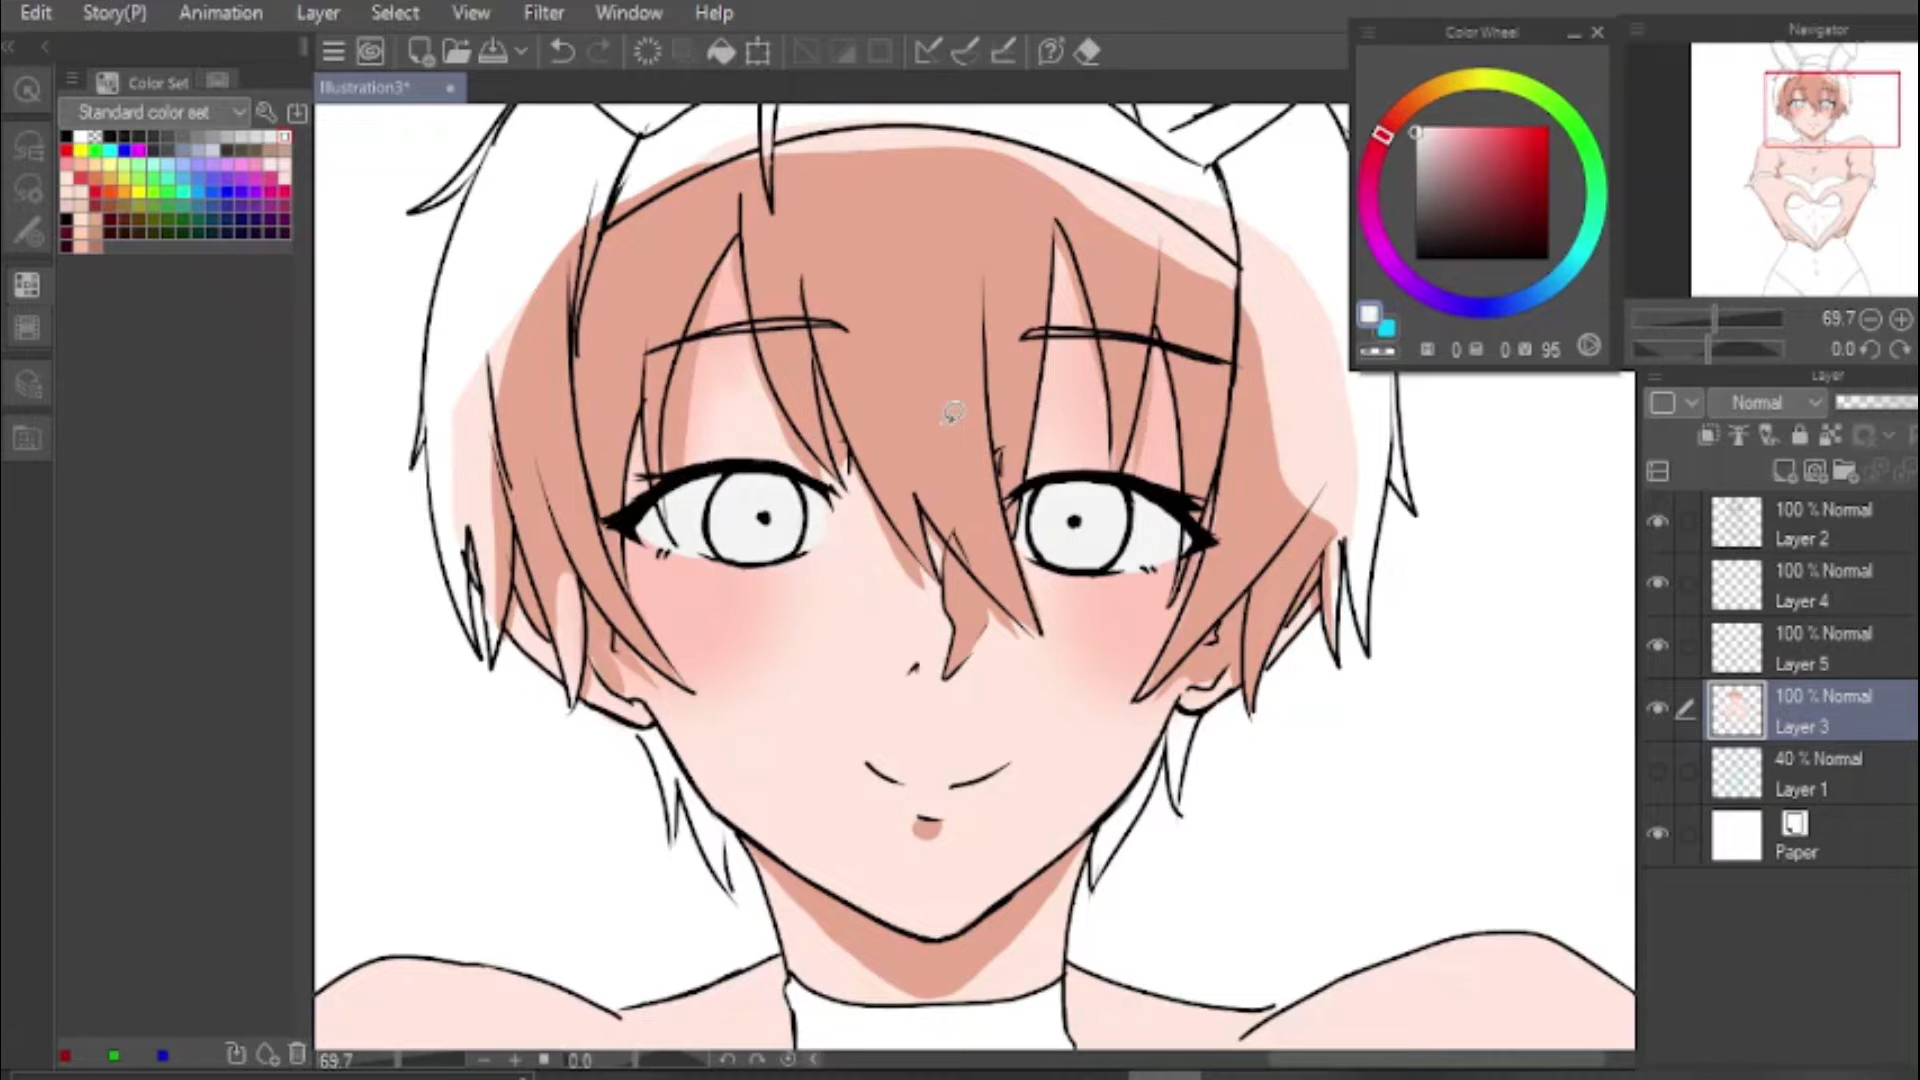 Edit Story(P) Animation Layer Select View Filter Window Help
Color Wheel
Navigator
Color Set
Illustration3*
Standard color set
69.7
0.0
0 0 95
Layer
Normal
100 % Normal
Layer 2
100 % Normal
Layer 4
100 % Normal
Layer 5
100 % Normal
Layer 3
40 % Normal
Layer 1
Paper
69.7 0.0